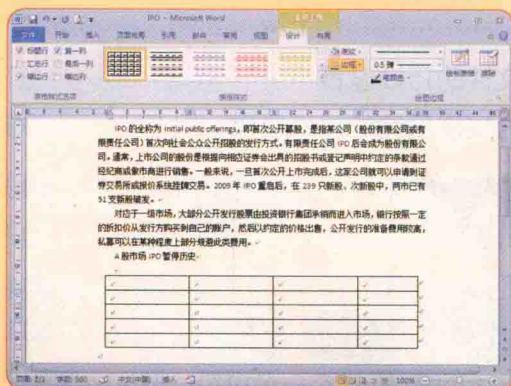 IPO - Microsoft Word
文件 开始 插入 页面布局 引用 邮件 审阅 视图 设计 布局
标题行 第一列
汇总行 最后一列
镶边行 镶边列
底纹
边框
0.5 磅
笔颜色
绘制表格 擦除
表格样式选项 表格样式 绘图边框
IPO 的全称为 initial public offerings，即首次公开募股，是指某公司（股份有限公司或有
限责任公司）首次向社会公众公开招股的发行方式。有限责任公司 IPO 后会成为股份有限公
司。通常，上市公司的股份是根据向相应证券会出具的招股书或登记声明中约定的条款通过
经纪商或做市商进行销售。一般来说，一旦首次公开上市完成后，这家公司就可以申请到证
券交易所或报价系统挂牌交易。2009 年 IPO 重启后，在 239 只新股、次新股中，两市已有
91 支新股破发。
对应于一级市场，大部分公开发行股票由投资银行集团承销而进入市场，银行按照一定
的折扣价从发行方购买到自己的账户，然后以约定的价格出售，公开发行的准备费用较高，
私募可以在某种程度上部分规避此类费用。
A 股市场 IPO 暂停历史
中文(中国) 插入 100%